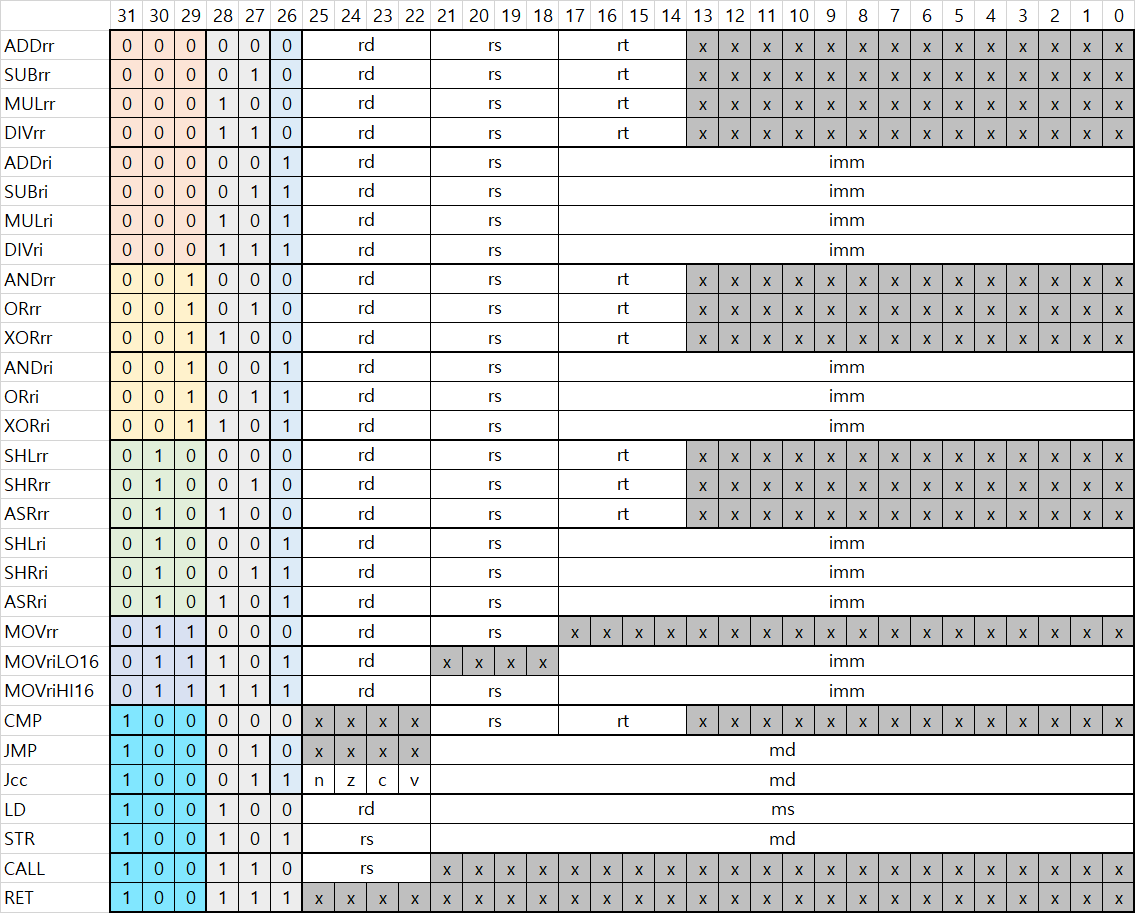 31 30 29 28 27 26 25 24 23 22 21 20 19 18 17 16 15 14 13 12 11 10 9 8 7 6 5 4 3 2 1 0
ADDrr 0 0 0 0 0 0 rd rs rt x x x x x x x x x x x x x x
SUBrr 0 0 0 0 1 0 rd rs rt x x x x x x x x x x x x x x
MULrr 0 0 0 1 0 0 rd rs rt x x x x x x x x x x x x x x
DIVrr 0 0 0 1 1 0 rd rs rt x x x x x x x x x x x x x x
ADDri 0 0 0 0 0 1 rd rs imm
SUBri 0 0 0 0 1 1 rd rs imm
MULri 0 0 0 1 0 1 rd rs imm
DIVri 0 0 0 1 1 1 rd rs imm
ANDrr 0 0 1 0 0 0 rd rs rt x x x x x x x x x x x x x x
ORrr 0 0 1 0 1 0 rd rs rt x x x x x x x x x x x x x x
XORrr 0 0 1 1 0 0 rd rs rt x x x x x x x x x x x x x x
ANDri 0 0 1 0 0 1 rd rs imm
ORri 0 0 1 0 1 1 rd rs imm
XORri 0 0 1 1 0 1 rd rs imm
SHLrr 0 1 0 0 0 0 rd rs rt x x x x x x x x x x x x x x
SHRrr 0 1 0 0 1 0 rd rs rt x x x x x x x x x x x x x x
ASRrr 0 1 0 1 0 0 rd rs rt x x x x x x x x x x x x x x
SHLri 0 1 0 0 0 1 rd rs imm
SHRri 0 1 0 0 1 1 rd rs imm
ASRri 0 1 0 1 0 1 rd rs imm
MOVrr 0 1 1 0 0 0 rd rs x x x x x x x x x x x x x x x x x x
MOVriLO16 0 1 1 1 0 1 rd x x x x imm
MOVriHI16 0 1 1 1 1 1 rd rs imm
CMP 1 0 0 0 0 0 x x x x rs rt x x x x x x x x x x x x x x
JMP 1 0 0 0 1 0 x x x x md
Jcc 1 0 0 0 1 1 n z c v md
LD 1 0 0 1 0 0 rd ms
STR 1 0 0 1 0 1 rs md
CALL 1 0 0 1 1 0 rs x x x x x x x x x x x x x x x x x x x x x x
RET 1 0 0 1 1 1 x x x x x x x x x x x x x x x x x x x x x x x x x x